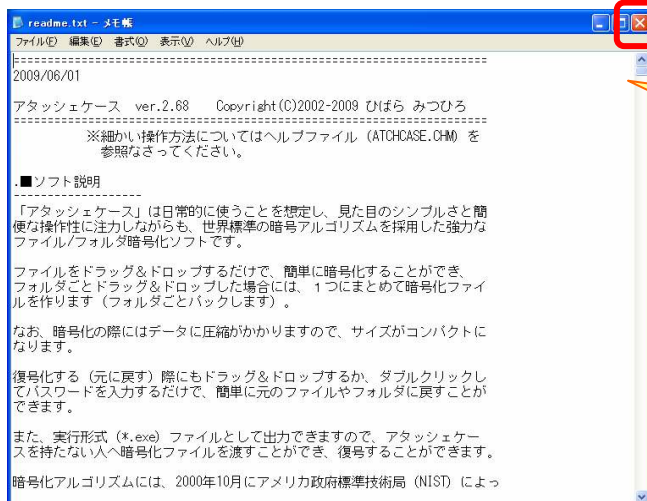 readme.txt - メモ帳
ファイル(F) 編集(E) 書式(O) 表示(V) ヘルプ(H)
============================================================
2009/06/01
アタッシェケース ver.2.68 Copyright(C)2002-2009 ひばら みつひろ
============================================================
※細かい操作方法についてはヘルプファイル (ATCHCASE.CHM) を
参照なさってください。
.■ソフト説明
------------------
「アタッシェケース」は日常的に使うことを想定し、見た目のシンプルさと簡
便な操作性に注力しながらも、世界標準の暗号アルゴリズムを採用した強力な
ファイル/フォルダ暗号化ソフトです。
ファイルをドラッグ&ドロップするだけで、簡単に暗号化することができ、
フォルダごとドラッグ&ドロップした場合には、1つにまとめて暗号化ファイ
ルを作ります(フォルダごとパックします)。
なお、暗号化の際にはデータに圧縮がかかりますので、サイズがコンパクトに
なります。
復号化する(元に戻す)際にもドラッグ&ドロップするか、ダブルクリックし
てパスワードを入力するだけで、簡単に元のファイルやフォルダに戻すことが
できます。
また、実行形式 (*.exe) ファイルとして出力できますので、アタッシェケー
スを持たない人へ暗号化ファイルを渡すことができ、復号することができます。
暗号化アルゴリズムには、2000年10月にアメリカ政府標準技術局 (NIST) によっ